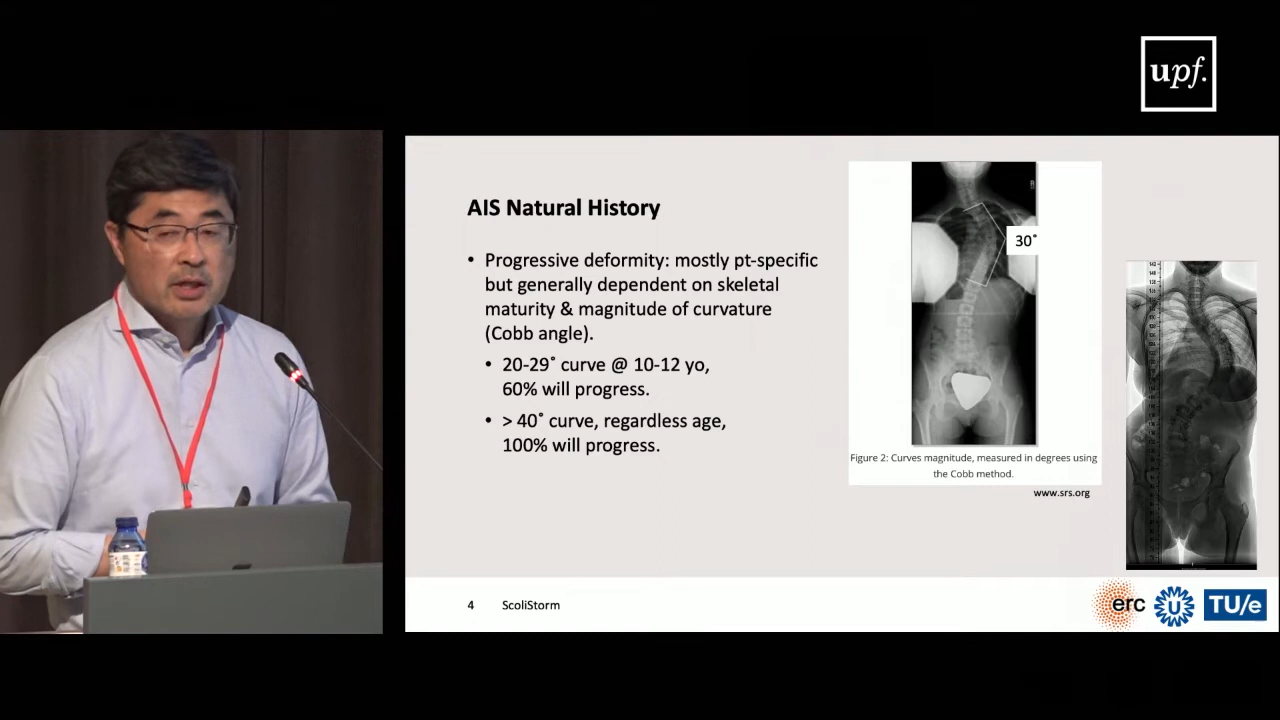 upf.
AIS Natural History
• Progressive deformity: mostly pt-specific
but generally dependent on skeletal
maturity & magnitude of curvature
(Cobb angle).
• 20-29˚ curve @ 10-12 yo,
60% will progress.
• > 40˚ curve, regardless age,
100% will progress.
30˚
Figure 2: Curves magnitude, measured in degrees using
the Cobb method.
www.srs.org
4 ScoliStorm
erc
U
TU/e